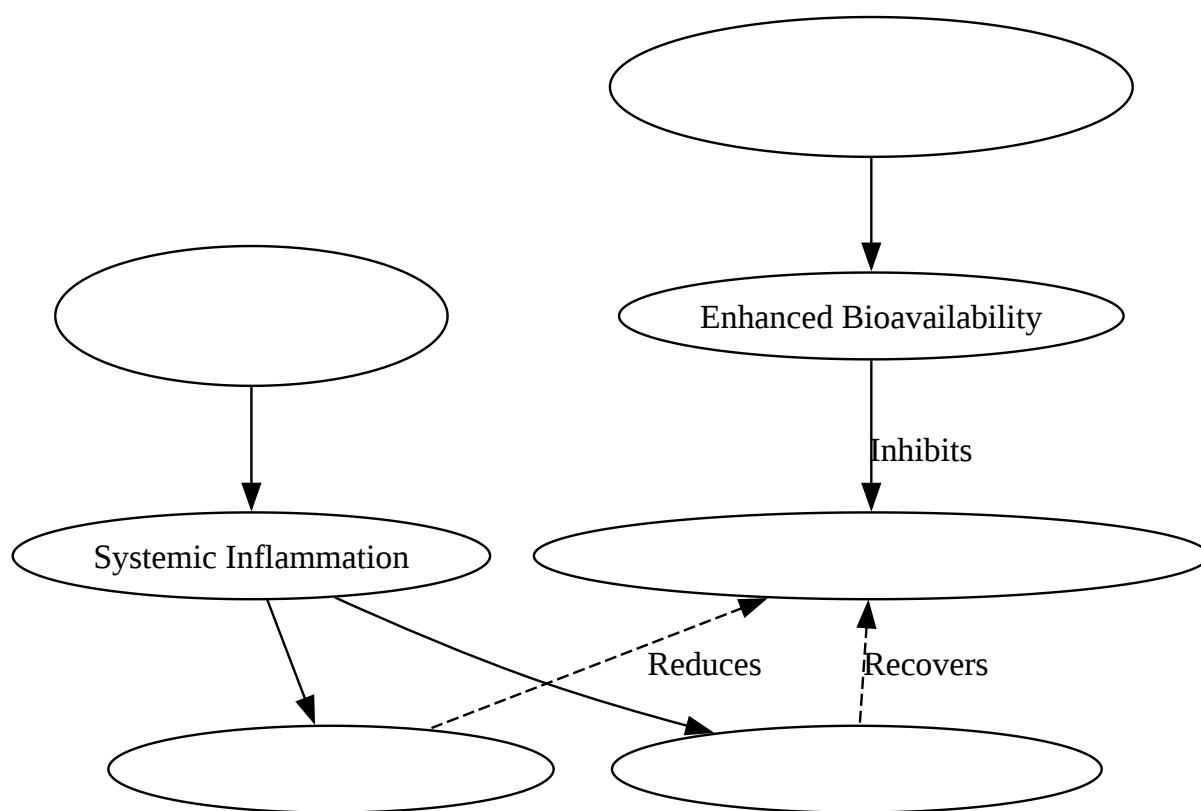 Enhanced Bioavailability
Inhibits
Systemic Inflammation
Reduces
Recovers